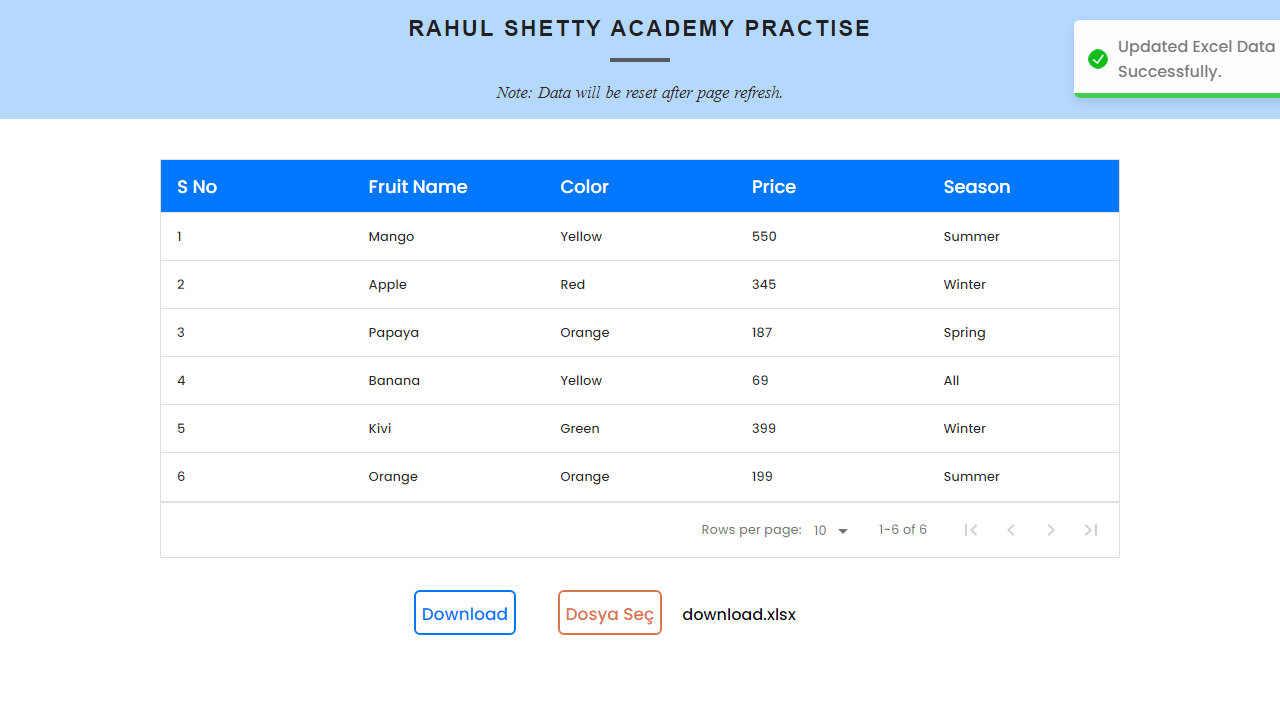 RAHUL SHETTY ACADEMY PRACTISE
Note: Data will be reset after page refresh.
Updated Excel Data
Successfully.
S No Fruit Name Color Price Season
1 Mango Yellow 550 Summer
2 Apple Red 345 Winter
3 Papaya Orange 187 Spring
4 Banana Yellow 69 All
5 Kivi Green 399 Winter
6 Orange Orange 199 Summer
Rows per page: 10 1-6 of 6
Download Dosya Seç download.xlsx